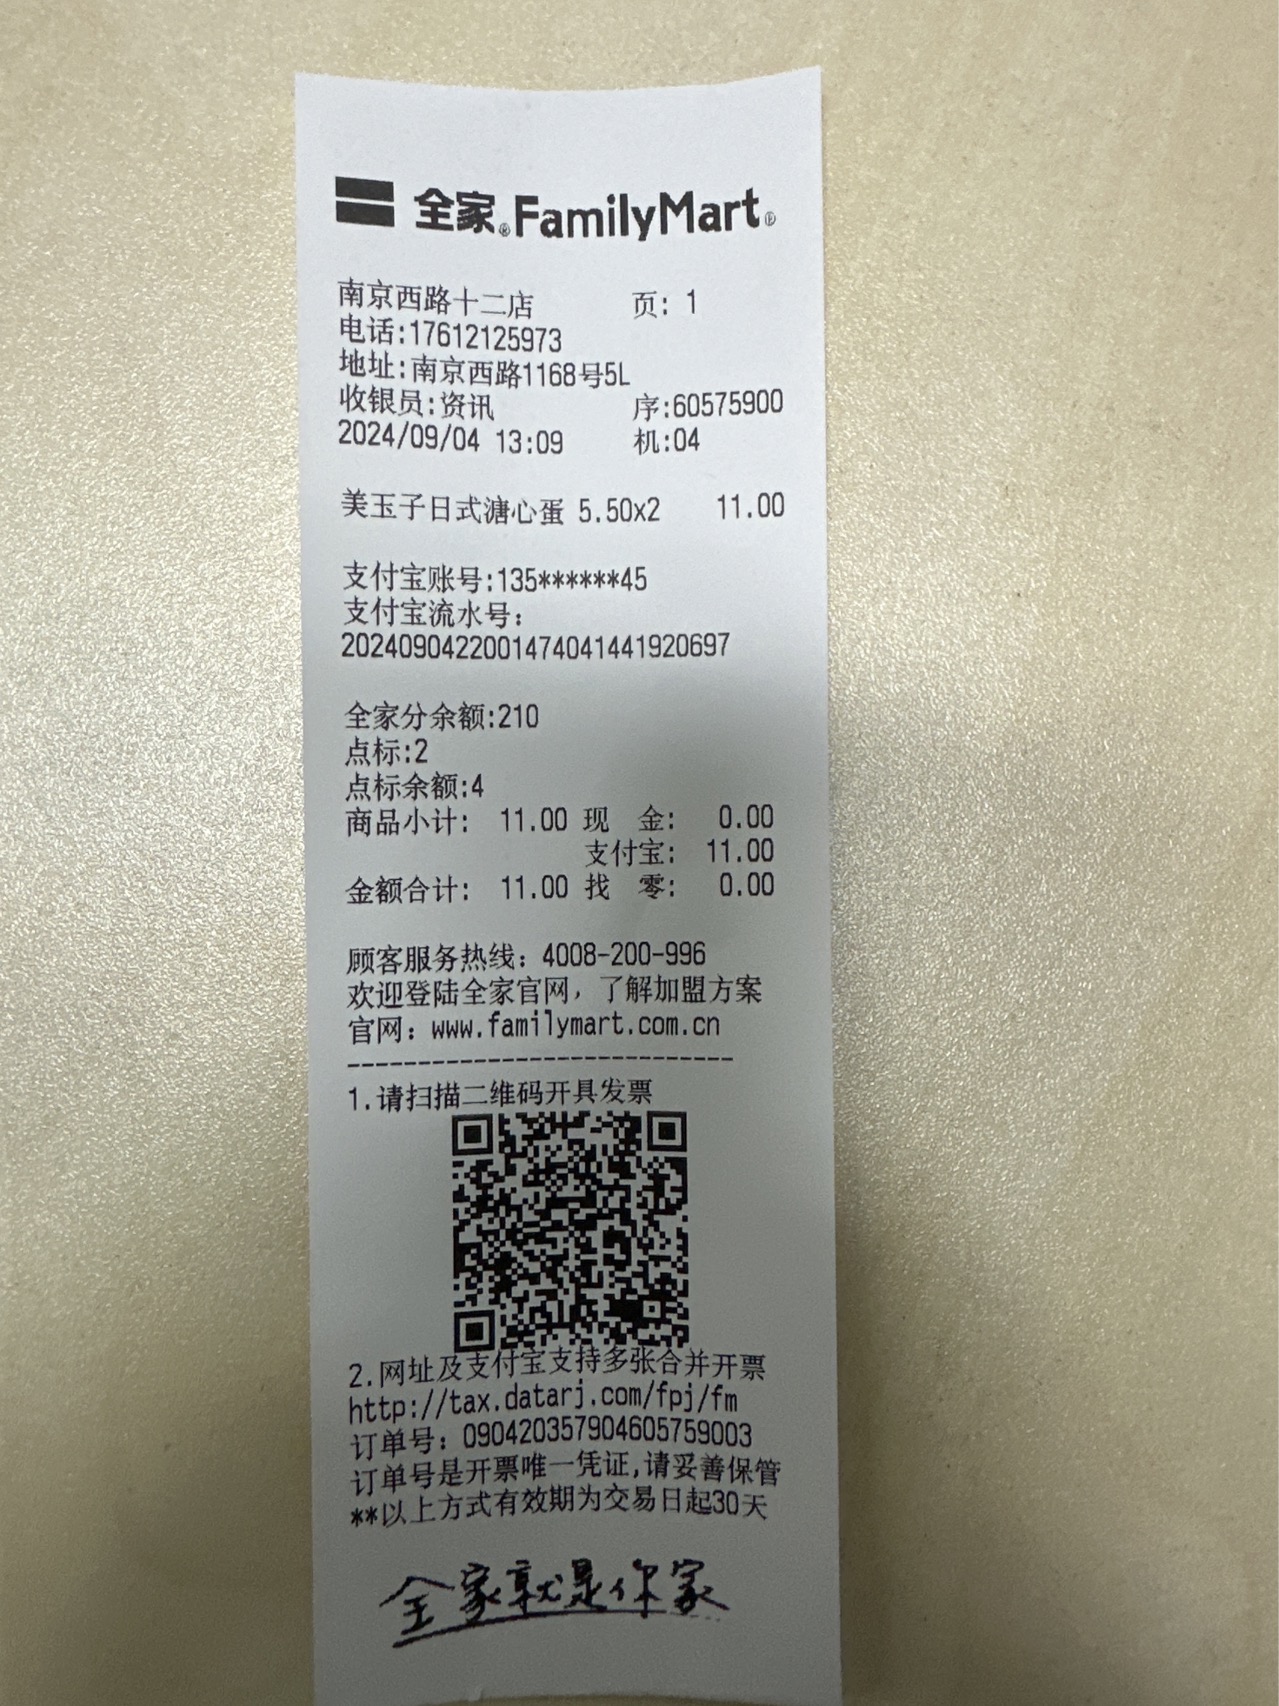 全家®FamilyMart®
南京西路十二店 页: 1
电话:17612125973
地址:南京西路1168号5L
收银员:资讯 序:60575900
2024/09/04 13:09 机:04
美玉子日式溏心蛋 5.50x2 11.00
支付宝账号:135******45
支付宝流水号:
2024090422001474041441920697
全家分余额:210
点标:2
点标余额:4
商品小计: 11.00 现 金: 0.00
支付宝: 11.00
金额合计: 11.00 找 零: 0.00
顾客服务热线: 4008-200-996
欢迎登陆全家官网, 了解加盟方案
官网: www.familymart.com.cn
----------------------------
1.请扫描二维码开具发票
2.网址及支付宝支持多张合并开票
http://tax.datarj.com/fpj/fm
订单号: 090420357904605759003
订单号是开票唯一凭证,请妥善保管
**以上方式有效期为交易日起30天
全家就是你家